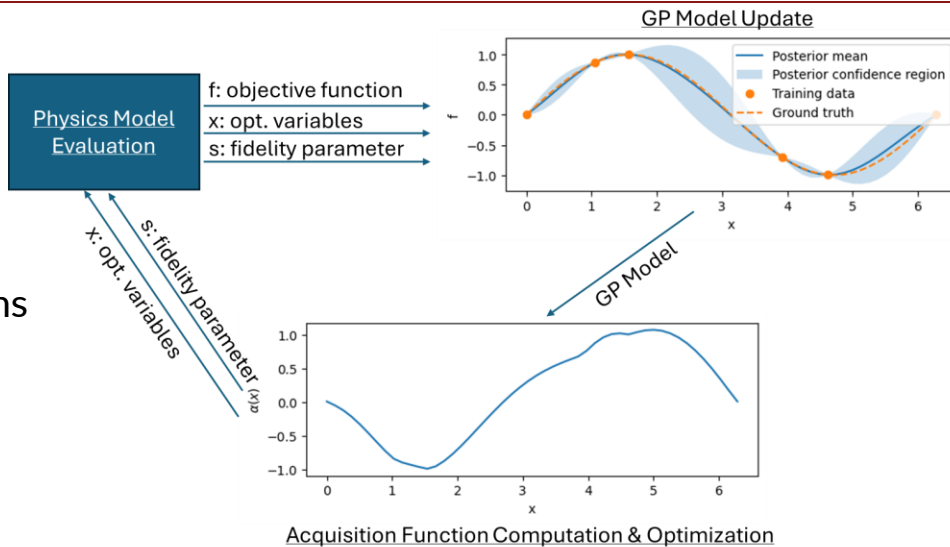 GP Model Update
Physics Model
Evaluation
f: objective function
x: opt. variables
s: fidelity parameter
1.0
0.5
0.0
−0.5
−1.0
f
Posterior mean
Posterior confidence region
Training data
Ground truth
0 1 2 3 4 5 6
x
GP Model
s: fidelity parameter
x: opt. variables
ns
1.0
0.5
0.0
−0.5
−1.0
α(x)
0 1 2 3 4 5 6
x
Acquisition Function Computation & Optimization